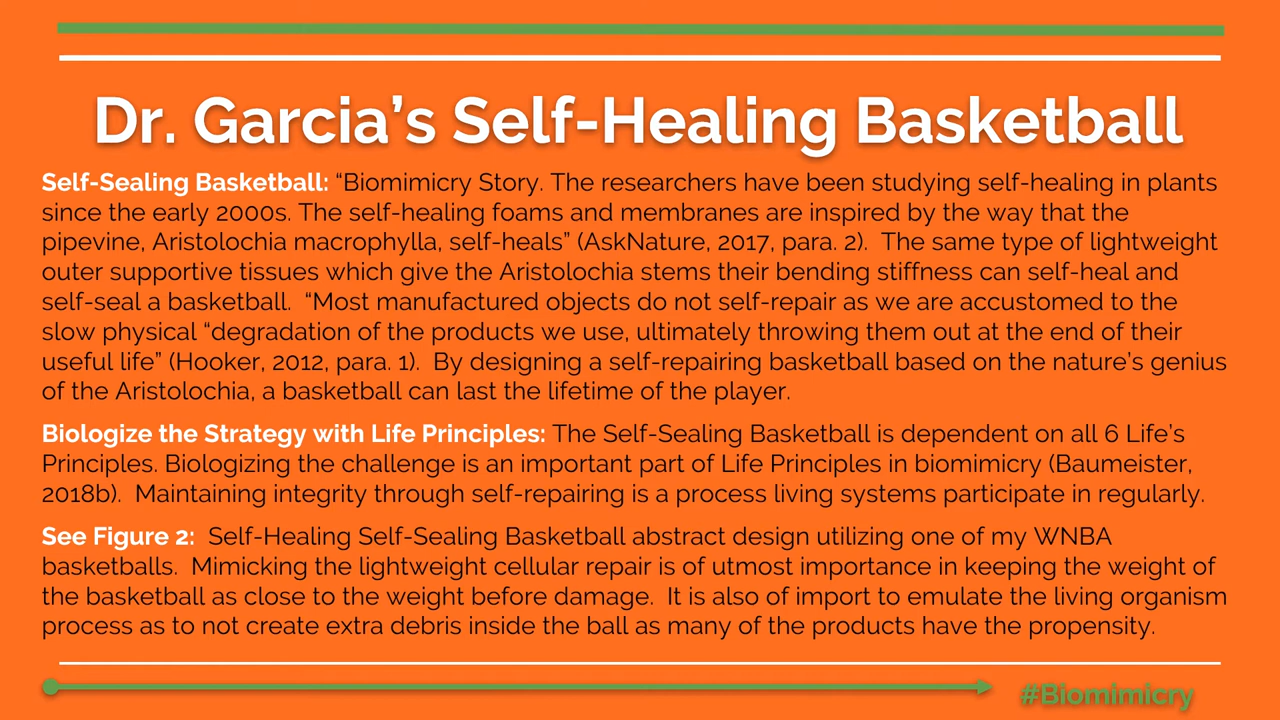 Dr. Garcia’s Self-Healing Basketball
Self-Sealing Basketball: “Biomimicry Story. The researchers have been studying self-healing in plants
since the early 2000s. The self-healing foams and membranes are inspired by the way that the
pipevine, Aristolochia macrophylla, self-heals” (AskNature, 2017, para. 2).  The same type of lightweight
outer supportive tissues which give the Aristolochia stems their bending stiffness can self-heal and
self-seal a basketball.  “Most manufactured objects do not self-repair as we are accustomed to the
slow physical “degradation of the products we use, ultimately throwing them out at the end of their
useful life” (Hooker, 2012, para. 1).  By designing a self-repairing basketball based on the nature’s genius
of the Aristolochia, a basketball can last the lifetime of the player.
Biologize the Strategy with Life Principles: The Self-Sealing Basketball is dependent on all 6 Life’s
Principles. Biologizing the challenge is an important part of Life Principles in biomimicry (Baumeister,
2018b).  Maintaining integrity through self-repairing is a process living systems participate in regularly.
See Figure 2:  Self-Healing Self-Sealing Basketball abstract design utilizing one of my WNBA
basketballs.  Mimicking the lightweight cellular repair is of utmost importance in keeping the weight of
the basketball as close to the weight before damage.  It is also of import to emulate the living organism
process as to not create extra debris inside the ball as many of the products have the propensity.
#Biomimicry